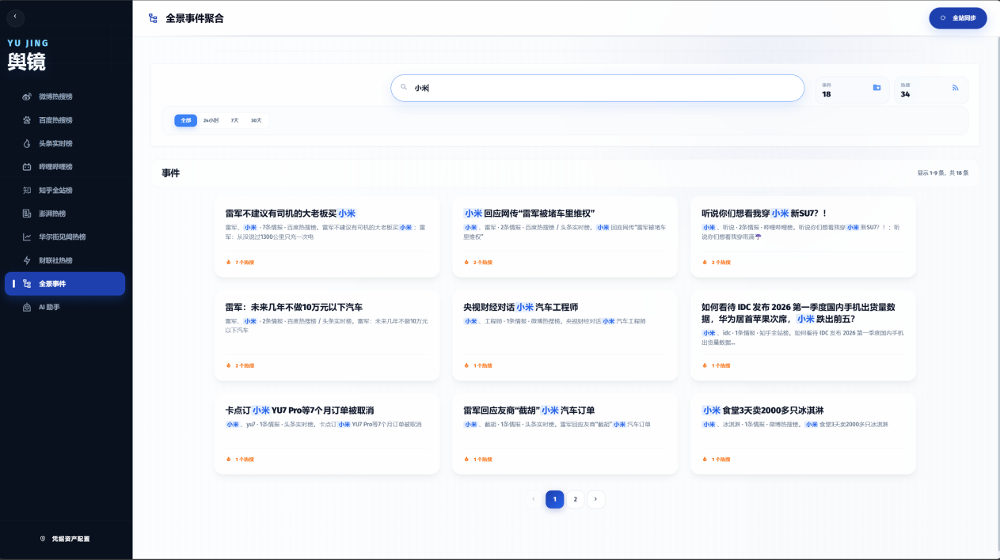 YU JING
舆镜
微博热搜榜
百度热搜榜
头条实时榜
哔哩哔哩榜
知乎全站榜
澎湃热榜
华尔街见闻热榜
财联社热榜
全景事件
AI 助手
凭据资产配置
全景事件聚合
全站同步
小米
事件
18
热搜
34
全部 24小时 7天 30天
事件
显示 1-9 条，共 18 条
雷军不建议有司机的大老板买 小米
雷军、 小米 · 7条情报 · 百度热搜榜。雷军不建议有司机的大老板买 小米 ；雷
军：从没说过1300公里只充一次电
7 个热搜
小米 回应网传“雷军被堵车里维权”
小米 、雷军 · 2条情报 · 百度热搜榜 / 头条实时榜。 小米 回应网传“雷军被堵车
里维权”
2 个热搜
听说你们想看我穿 小米 新SU7？！
小米 、听说 · 2条情报 · 哔哩哔哩榜。听说你们想看我穿 小米 新SU7？！；听
说你们想看我穿雨滴☂
2 个热搜
雷军：未来几年不做10万元以下汽车
雷军、 小米 · 2条情报 · 百度热搜榜 / 头条实时榜。雷军：未来几年不做10万元
以下汽车
2 个热搜
央视财经对话 小米 汽车工程师
小米 、工程师 · 1条情报 · 微博热搜榜。央视财经对话 小米 汽车工程师
1 个热搜
如何看待 IDC 发布 2026 第一季度国内手机出货量数
据，华为居首苹果次席， 小米 跌出前五？
小米 、idc · 1条情报 · 知乎全站榜。如何看待 IDC 发布 2026 第一季度国内手机
出货量数据...
1 个热搜
卡点订 小米 YU7 Pro等7个月订单被取消
小米 、yu7 · 1条情报 · 头条实时榜。卡点订 小米 YU7 Pro等7个月订单被取消
1 个热搜
雷军回应友商“截胡” 小米 汽车订单
小米 、截胡 · 1条情报 · 头条实时榜。雷军回应友商“截胡” 小米 汽车订单
1 个热搜
小米 食堂3天卖2000多只冰淇淋
小米 、冰淇淋 · 1条情报 · 微博热搜榜。 小米 食堂3天卖2000多只冰淇淋
1 个热搜
1 2